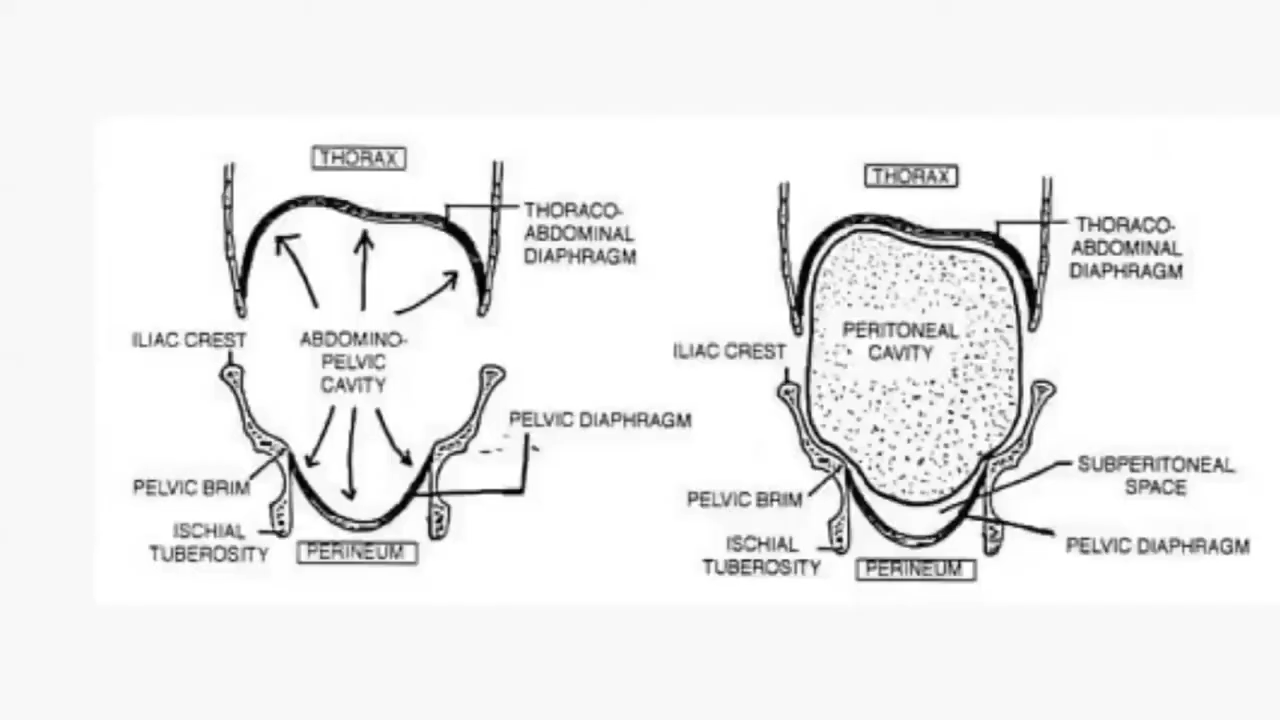 THORAX
THORACO-
ABDOMINAL
DIAPHRAGM
ILIAC CREST
ABDOMINO-
PELVIC
CAVITY
PELVIC DIAPHRAGM
PELVIC BRIM
ISCHIAL
TUBEROSITY
PERINEUM
THORAX
THORACO-
ABDOMINAL
DIAPHRAGM
PERITONEAL
CAVITY
ILIAC CREST
SUBPERITONEAL
SPACE
PELVIC BRIM
ISCHIAL
TUBEROSITY
PELVIC DIAPHRAGM
PERINEUM